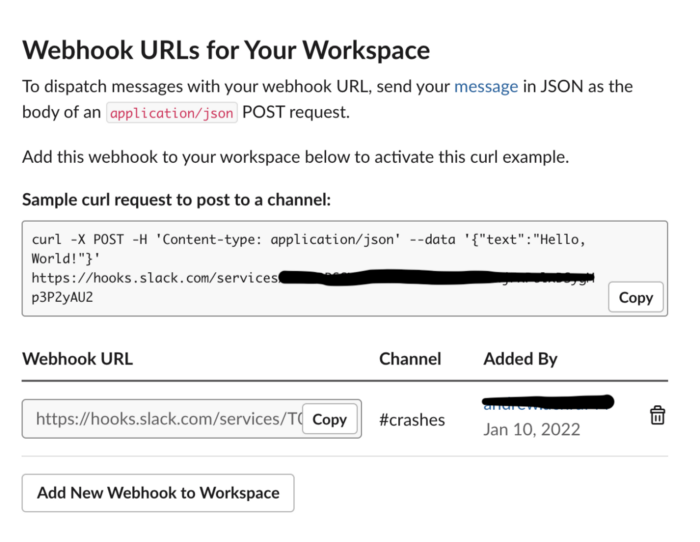 Webhook URLs for Your Workspace
To dispatch messages with your webhook URL, send your message in JSON as the
body of an application/json POST request.
Add this webhook to your workspace below to activate this curl example.
Sample curl request to post to a channel:
curl -X POST -H 'Content-type: application/json' --data '{"text":"Hello,
World!"}'
https://hooks.slack.com/services
p3P2yAU2
Copy
Webhook URL Channel Added By
https://hooks.slack.com/services/T Copy #crashes
Jan 10, 2022
Add New Webhook to Workspace